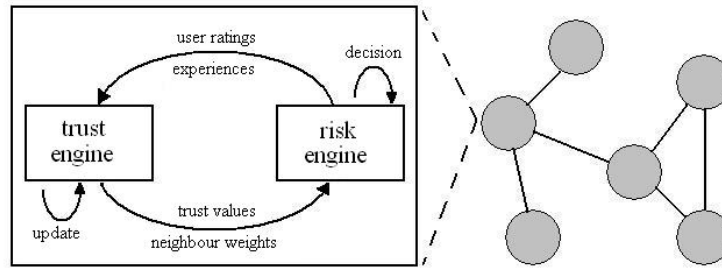 user ratings
experiences
decision
trust
engine
risk
engine
update
trust values
neighbour weights